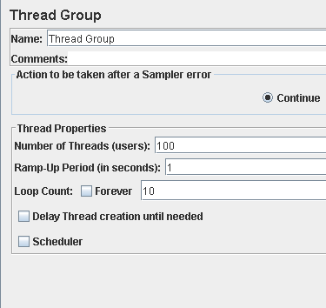 Thread Group
Name: Thread Group
Comments:
Action to be taken after a Sampler error
Continue
Thread Properties
Number of Threads (users): 100
Ramp-Up Period (in seconds): 1
Loop Count: Forever 10
Delay Thread creation until needed
Scheduler